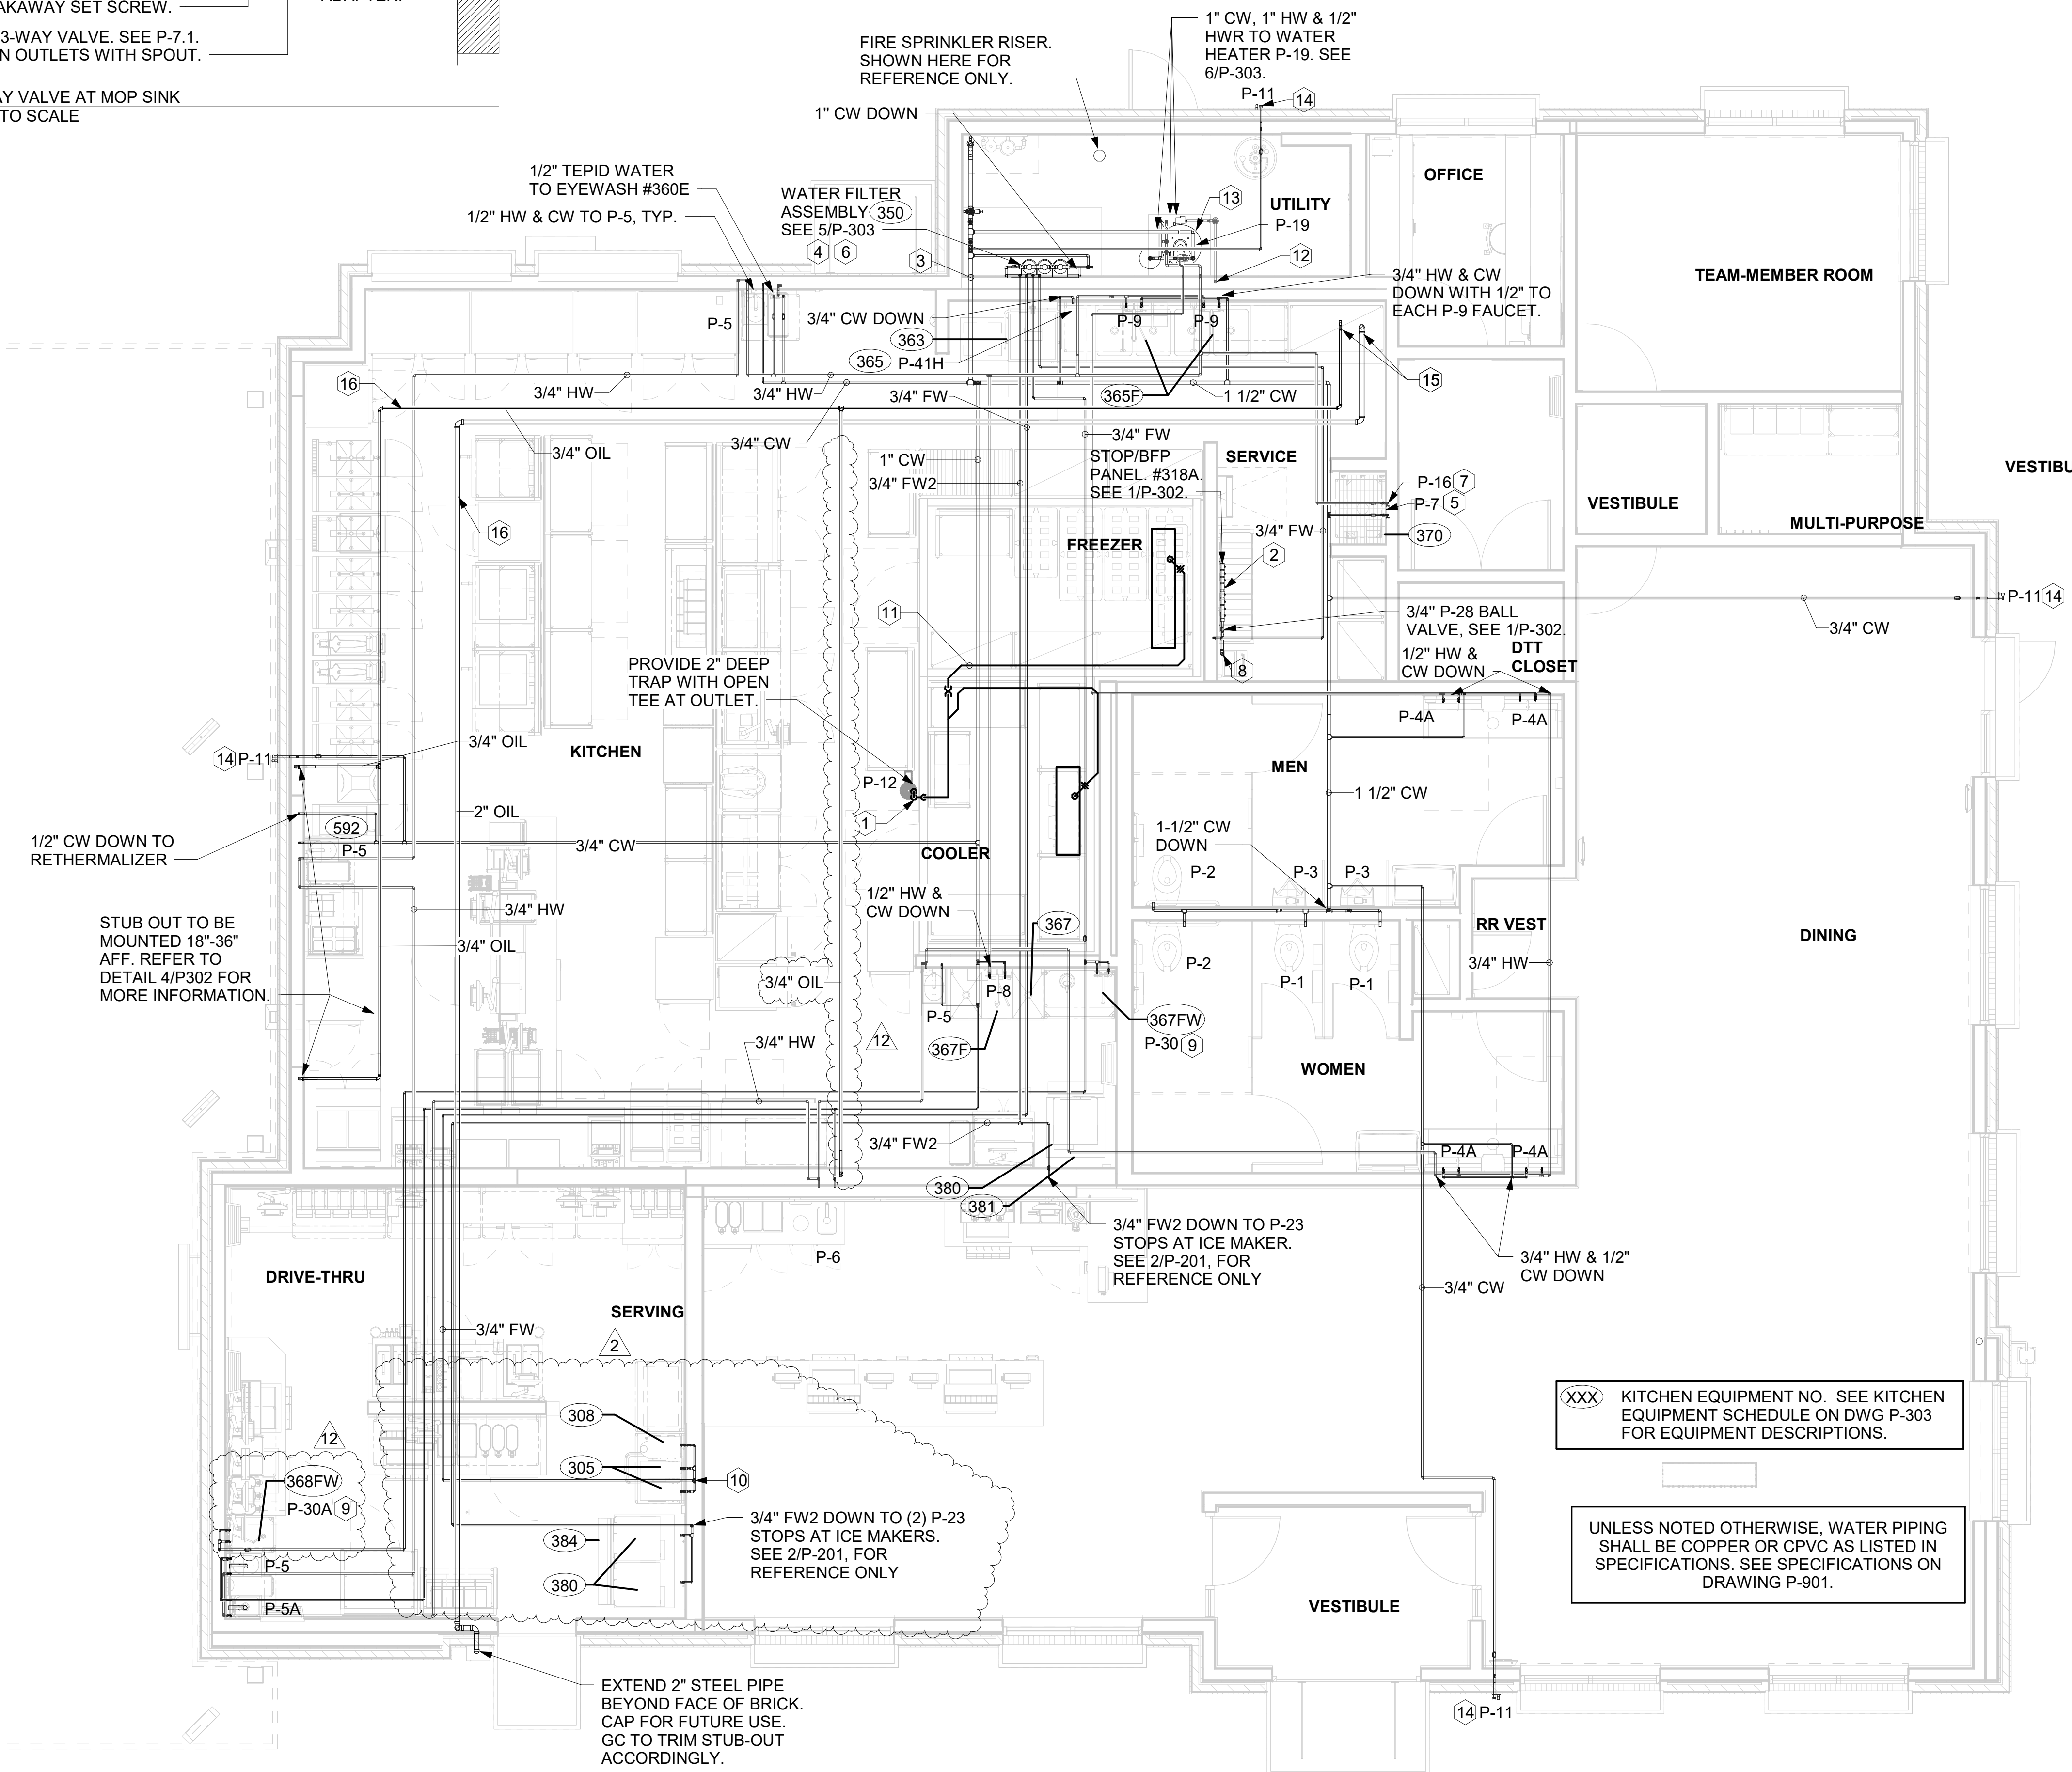 AKAWAY SET SCREW.
ADAPTER.
3-WAY VALVE. SEE P-7.1.
N OUTLETS WITH SPOUT.
AY VALVE AT MOP SINK
TO SCALE
FIRE SPRINKLER RISER.
SHOWN HERE FOR
REFERENCE ONLY.
1" CW, 1" HW & 1/2"
HWR TO WATER
HEATER P-19. SEE
6/P-303.
P-11
14
1" CW DOWN
1/2" TEPID WATER
TO EYEWASH #360E
1/2" HW & CW TO P-5, TYP.
WATER FILTER
ASSEMBLY 350
SEE 5/P-303
4
6
3
13
UTILITY
P-19
12
OFFICE
TEAM-MEMBER ROOM
3/4" HW & CW
DOWN WITH 1/2" TO
EACH P-9 FAUCET.
P-5
3/4" CW DOWN
P-9
P-9
363
365
P-41H
16
3/4" HW
3/4" HW
3/4" FW
365F
1 1/2" CW
15
3/4" OIL
3/4" CW
3/4" FW
1" CW
3/4" FW2
STOP/BFP
PANEL. #318A.
SEE 1/P-302.
SERVICE
P-16 7
P-7 5
VESTIBULE
VESTIBU
MULTI-PURPOSE
16
FREEZER
3/4" FW
370
2
11
3/4" P-28 BALL
VALVE, SEE 1/P-302.
P-11 14
3/4" CW
1/2" HW &
CW DOWN
DTT
CLOSET
PROVIDE 2" DEEP
TRAP WITH OPEN
TEE AT OUTLET.
8
P-4A
P-4A
3/4" OIL
KITCHEN
14 P-11
P-12
MEN
1 1/2" CW
2" OIL
1
1/2" CW DOWN TO
RETHERMALIZER
592
P-5
3/4" CW
COOLER
1-1/2" CW
DOWN
P-2
P-3
P-3
1/2" HW &
CW DOWN
3/4" HW
367
STUB OUT TO BE
MOUNTED 18"-36"
AFF. REFER TO
DETAIL 4/P302 FOR
MORE INFORMATION.
3/4" OIL
RR VEST
DINING
3/4" OIL
P-8
P-2
P-1
P-1
3/4" HW
P-5
367FW
P-30 9
12
367F
3/4" HW
WOMEN
3/4" FW2
P-4A
P-4A
380
381
3/4" FW2 DOWN TO P-23
STOPS AT ICE MAKER.
SEE 2/P-201, FOR
REFERENCE ONLY
P-6
3/4" HW & 1/2"
CW DOWN
DRIVE-THRU
3/4" CW
SERVING
3/4" FW
2
XXX KITCHEN EQUIPMENT NO. SEE KITCHEN
EQUIPMENT SCHEDULE ON DWG P-303
FOR EQUIPMENT DESCRIPTIONS.
308
12
305
10
368FW
P-30A 9
3/4" FW2 DOWN TO (2) P-23
STOPS AT ICE MAKERS.
SEE 2/P-201, FOR
REFERENCE ONLY
384
380
P-5
P-5A
UNLESS NOTED OTHERWISE, WATER PIPING
SHALL BE COPPER OR CPVC AS LISTED IN
SPECIFICATIONS. SEE SPECIFICATIONS ON
DRAWING P-901.
VESTIBULE
EXTEND 2" STEEL PIPE
BEYOND FACE OF BRICK.
CAP FOR FUTURE USE.
GC TO TRIM STUB-OUT
ACCORDINGLY.
14 P-11